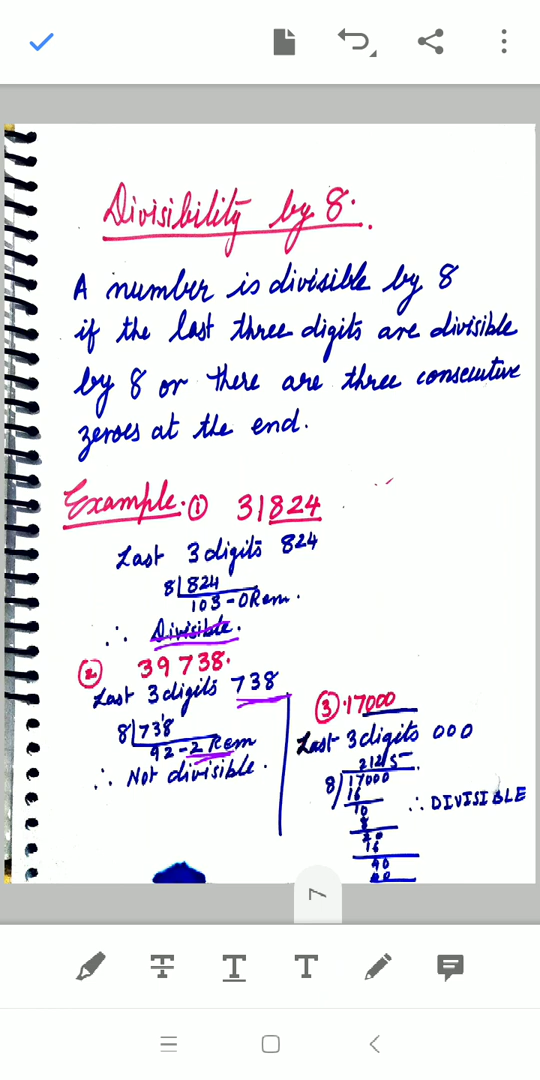 Divisibility by 8.
A number is divisible by 8
if the last three digits are divisible
by 8 or there are three consecutive
zeroes at the end.
Example. ① 31824
Last 3 digits 824
8 824
103 - 0 Rem.
∴ Divisible.
② 39738.
Last 3 digits 738
8 738
92 - 2 Rem
∴ Not divisible.
③ 17000
Last 3 digits 000
2125
8 17000
16
10
8
20
16
40
40
∴ DIVISIBLE
7
T T T